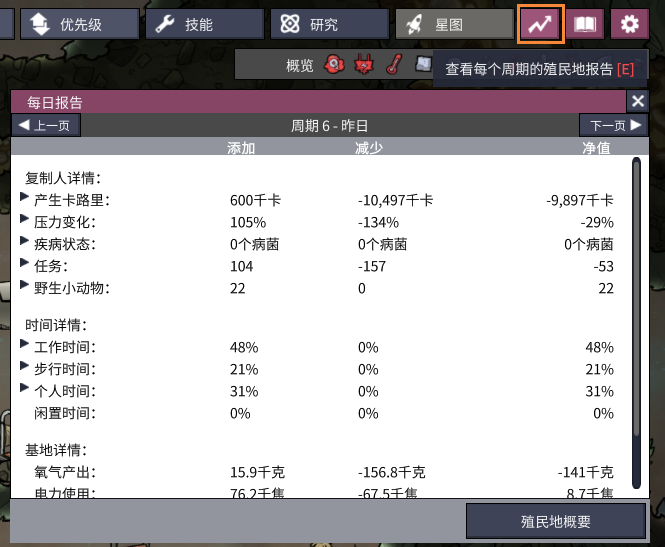 优先级 技能 研究 星图
概览
查看每个周期的殖民地报告 [E]
每日报告
上一页 周期 6 - 昨日 下一页
添加 减少 净值
复制人详情：
产生卡路里： 600千卡 -10,497千卡 -9,897千卡
压力变化： 105% -134% -29%
疾病状态： 0个病菌 0个病菌 0个病菌
任务： 104 -157 -53
野生小动物： 22 0 22
时间详情：
工作时间： 48% 0% 48%
步行时间： 21% 0% 21%
个人时间： 31% 0% 31%
闲置时间： 0% 0% 0%
基地详情：
氧气产出： 15.9千克 -156.8千克 -141千克
电力使用： 76.2千焦 -67.5千焦 8.7千焦
殖民地概要